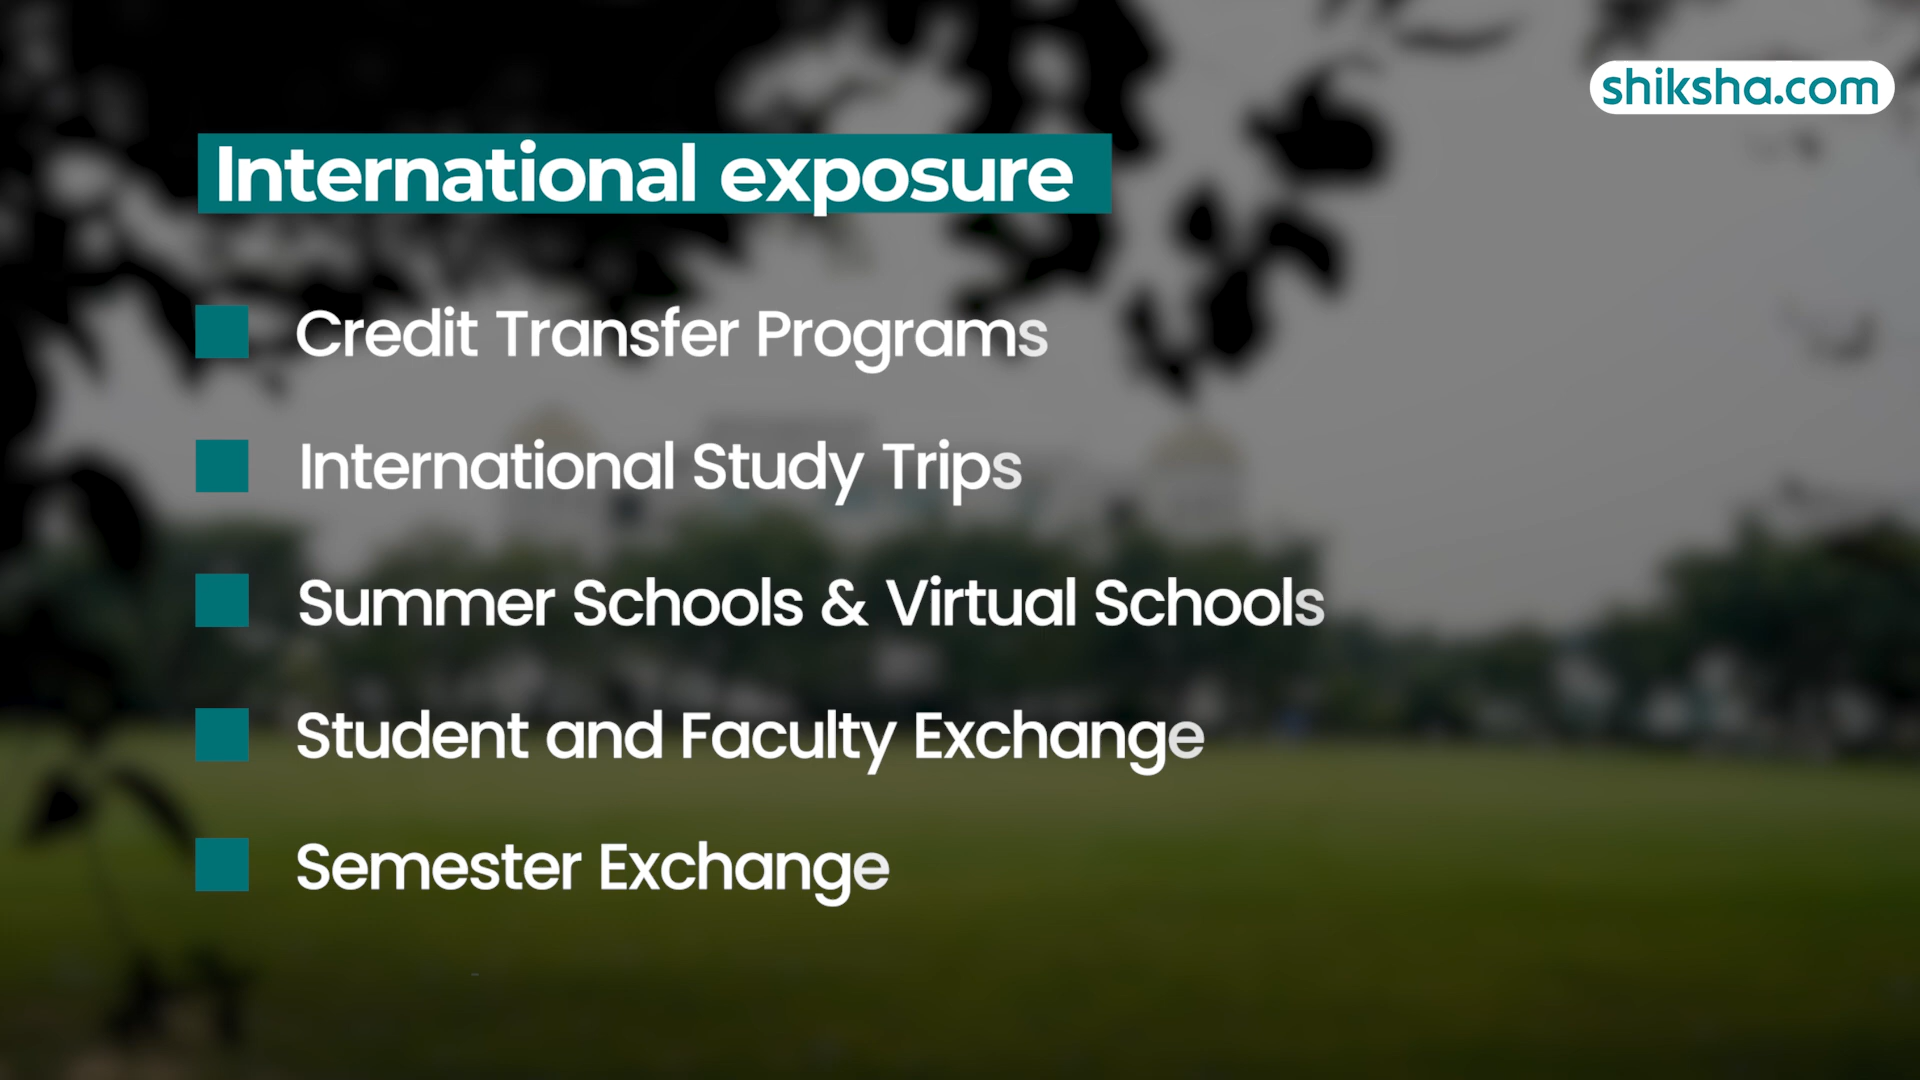 shiksha.com
International exposure
Credit Transfer Programs
International Study Trips
Summer Schools & Virtual Schools
Student and Faculty Exchange
Semester Exchange